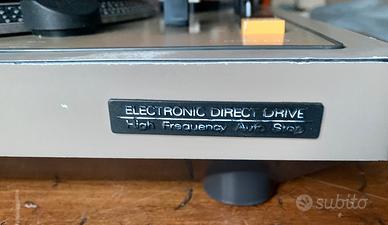 ELECTRONIC DIRECT DRIVE
High Frequency Auto Stop
subito